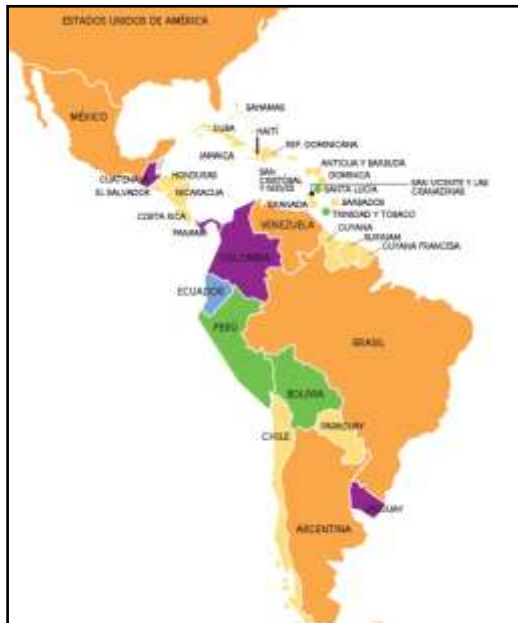 ESTADOS UNIDOS DE AMÉRICA
MÉXICO
BAHAMAS
CUBA
HAITÍ
REP. DOMINICANA
JAMAICA
ANTIGUA Y BARBUDA
SAN
CRISTÓBAL
Y NIEVES
DOMINICA
GUATEMALA
HONDURAS
SANTA LUCÍA
SAN VICENTE Y LAS
GRANADINAS
EL SALVADOR
NICARAGUA
GRANADA
BARBADOS
COSTA RICA
TRINIDAD Y TOBAGO
PANAMÁ
VENEZUELA
GUYANA
SURINAM
GUYANA FRANCESA
COLOMBIA
ECUADOR
PERÚ
BRASIL
BOLIVIA
PARAGUAY
CHILE
URUGUAY
ARGENTINA